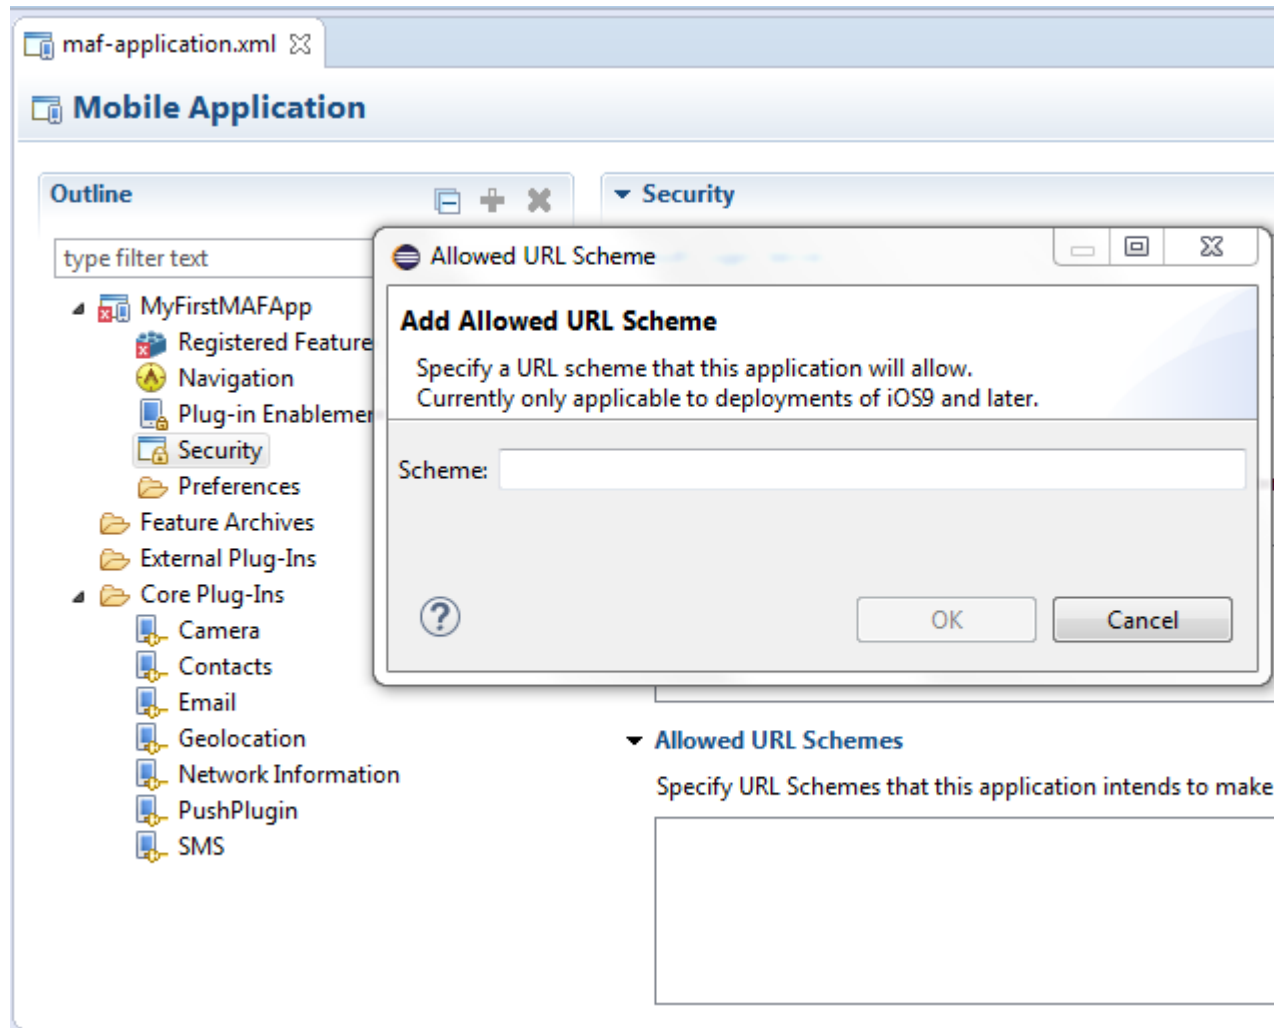 maf-application.xml
Mobile Application
Outline
type filter text
MyFirstMAFApp
Registered Feature
Navigation
Plug-in Enablemer
Security
Preferences
Feature Archives
External Plug-Ins
Core Plug-Ins
Camera
Contacts
Email
Geolocation
Network Information
PushPlugin
SMS
Security
Allowed URL Scheme
Add Allowed URL Scheme
Specify a URL scheme that this application will allow.
Currently only applicable to deployments of iOS9 and later.
Scheme:
OK
Cancel
Allowed URL Schemes
Specify URL Schemes that this application intends to make